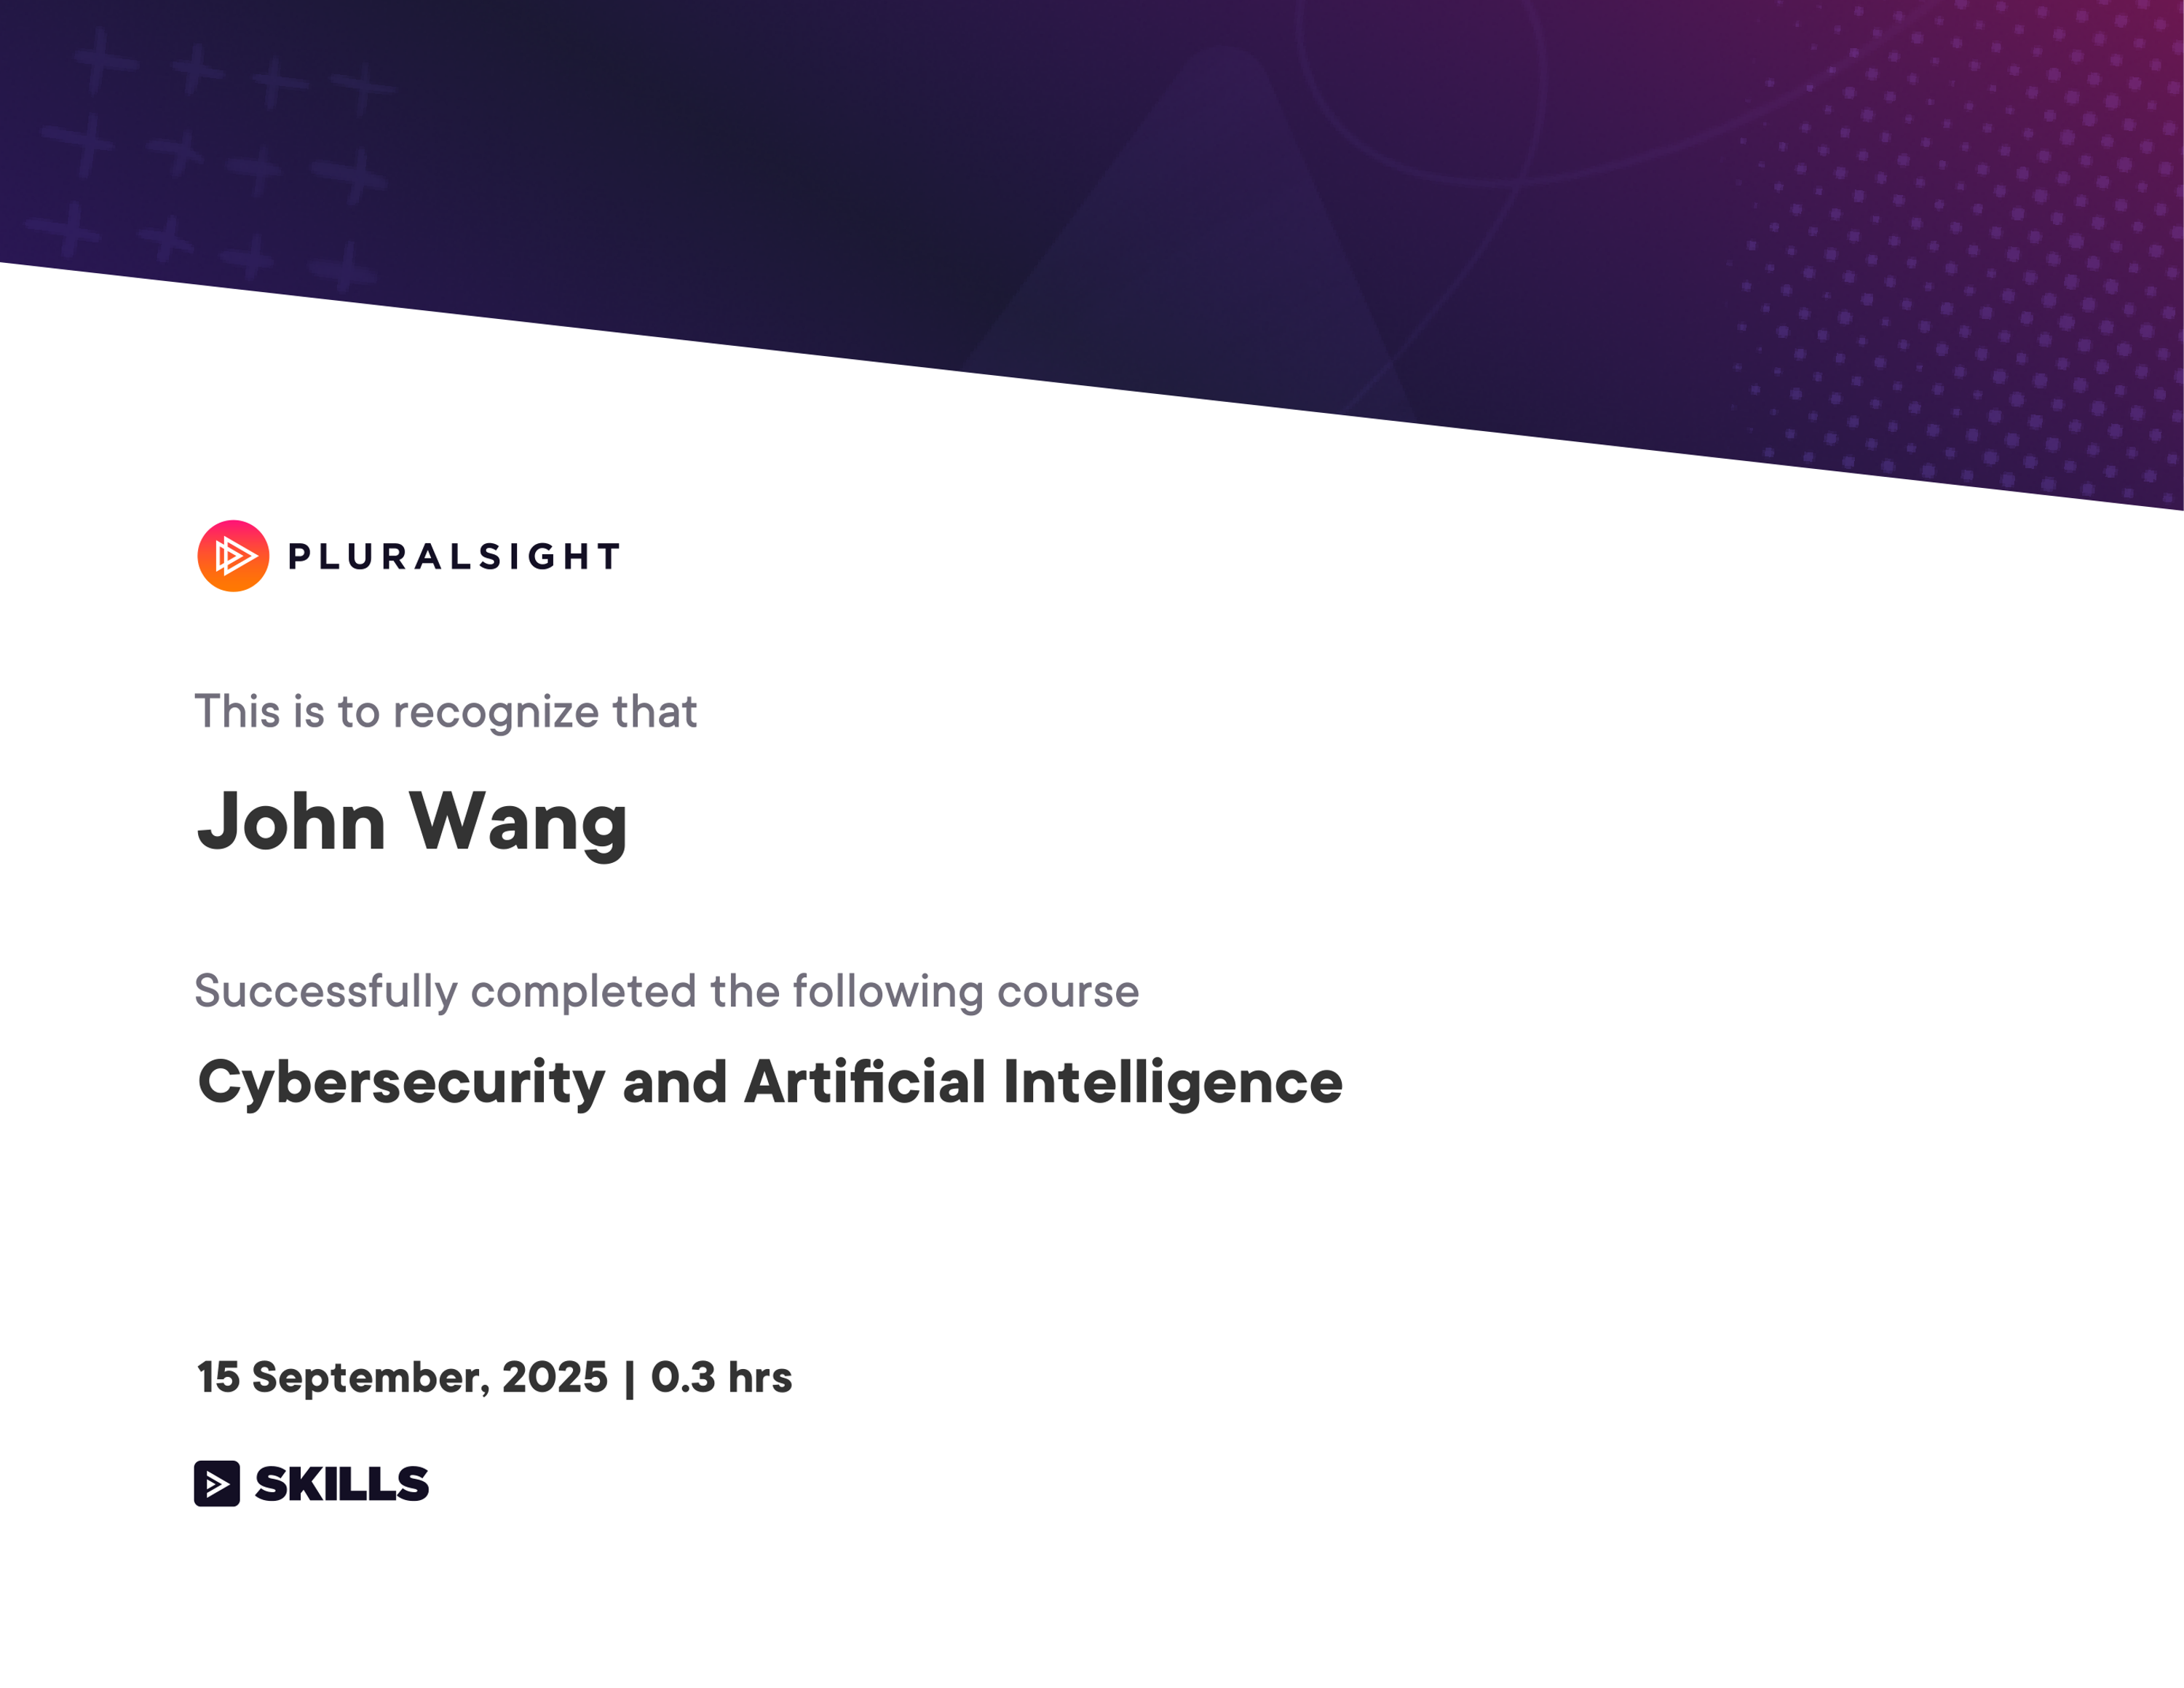 PLURALSIGHT
This is to recognize that
John Wang
Successfully completed the following course
Cybersecurity and Artificial Intelligence
15 September, 2025 | 0.3 hrs
SKILLS